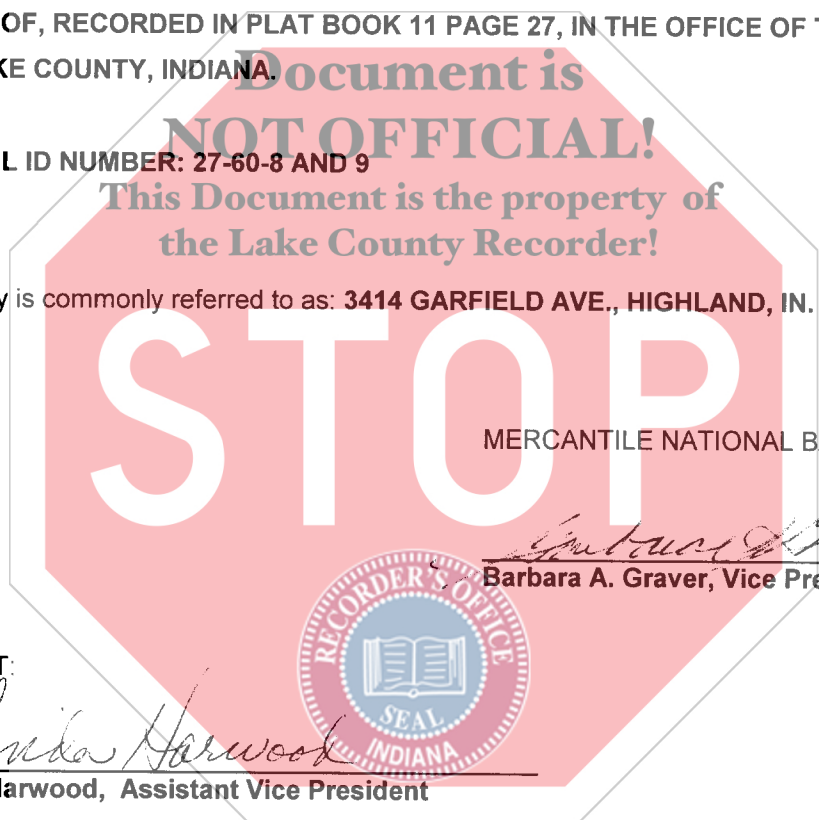 OF, RECORDED IN PLAT BOOK 11 PAGE 27, IN THE OFFICE OF
KE COUNTY, INDIANA.
Document is
NOT OFFICIAL!
L ID NUMBER: 27-60-8 AND 9
This Document is the property of
the Lake County Recorder!
y is commonly referred to as: 3414 GARFIELD AVE., HIGHLAND, IN.
STOP
MERCANTILE NATIONAL B
Barbara A. Graver, Vice Pre
RECORDER'S OFFICE
SEAL
INDIANA
T:
nda Harwood
Harwood, Assistant Vice President